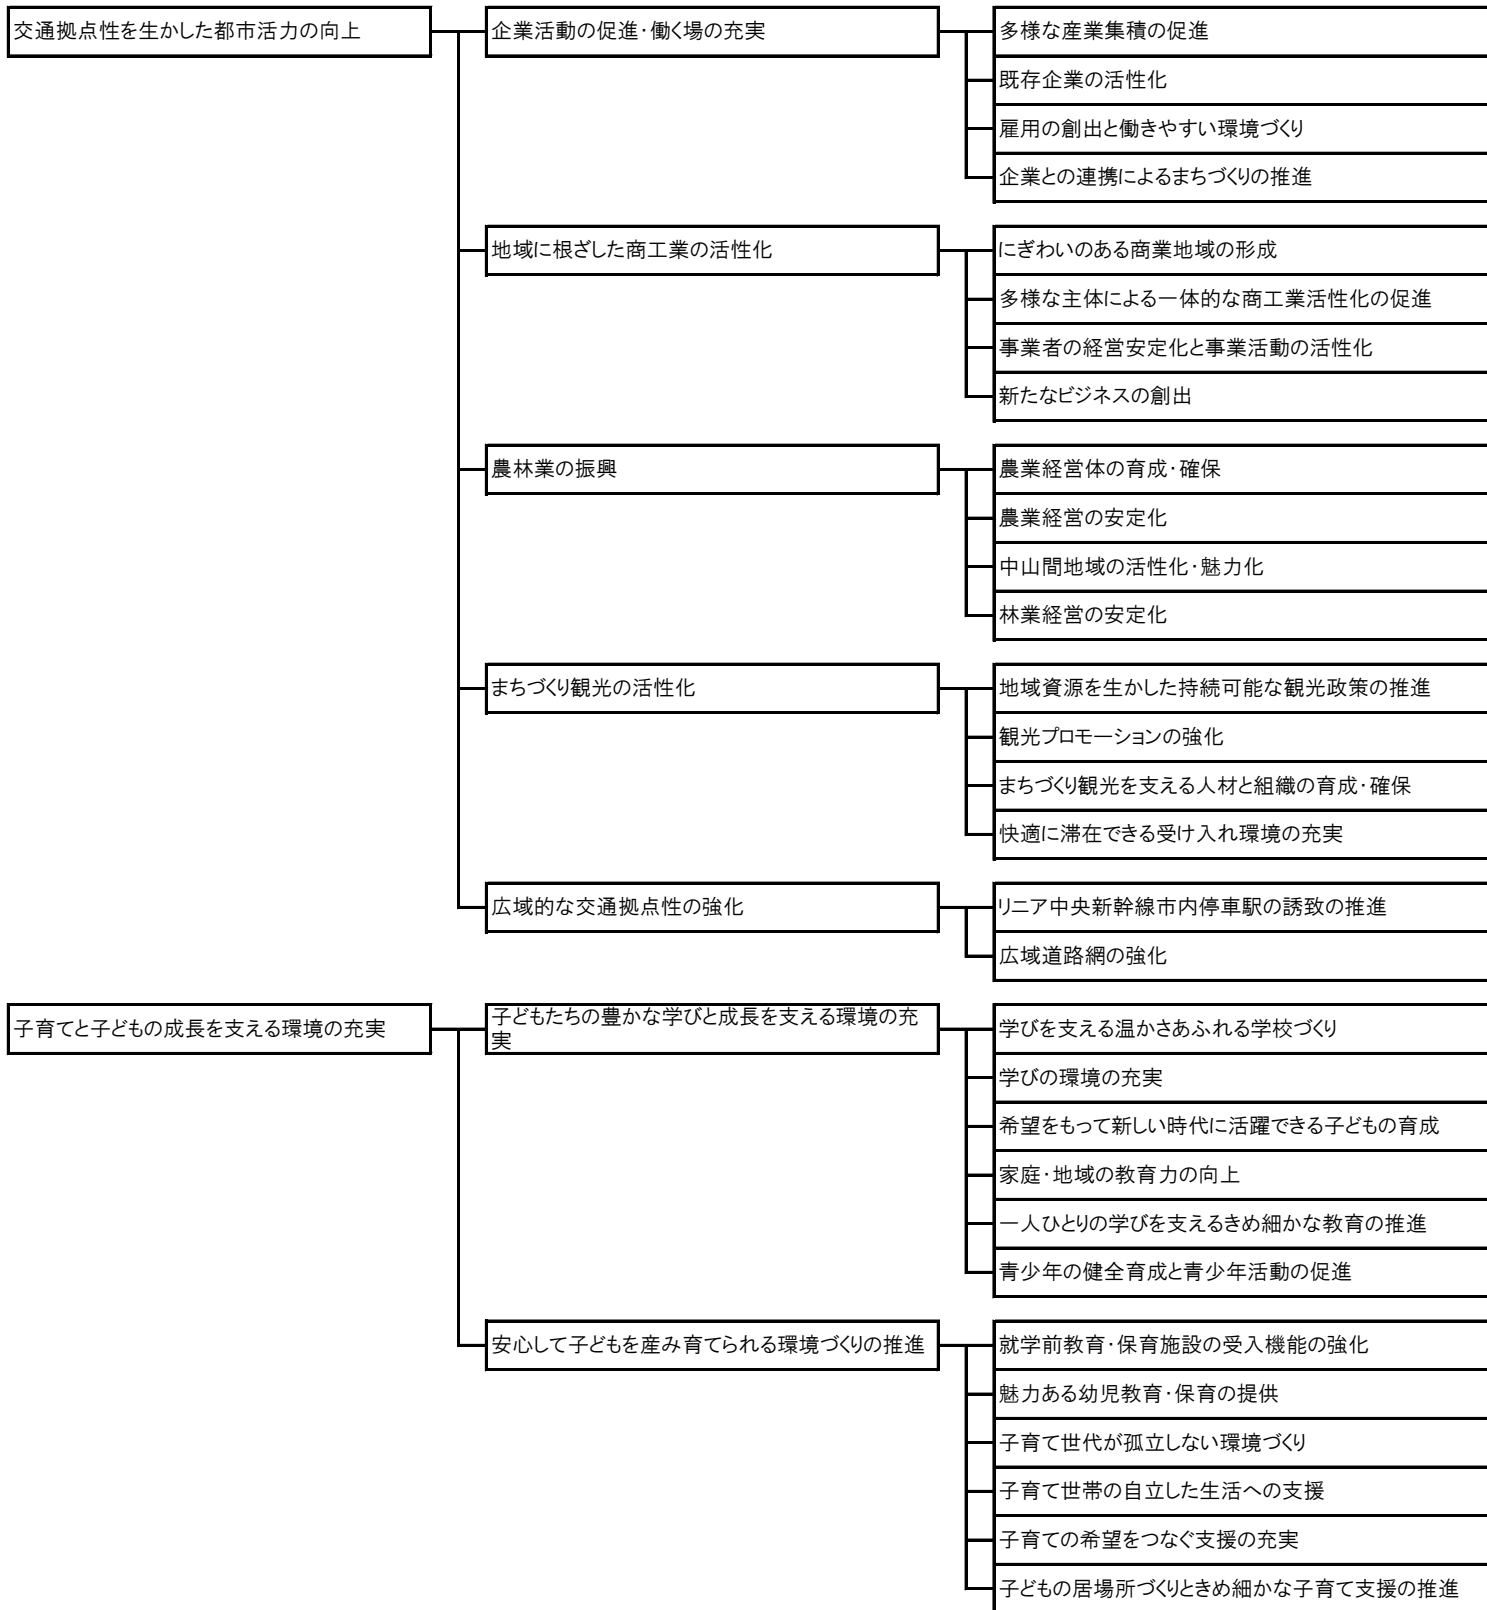 交通拠点性を生かした都市活力の向上
企業活動の促進・働く場の充実
多様な産業集積の促進
既存企業の活性化
雇用の創出と働きやすい環境づくり
企業との連携によるまちづくりの推進
地域に根ざした商工業の活性化
にぎわいのある商業地域の形成
多様な主体による一体的な商工業活性化の促進
事業者の経営安定化と事業活動の活性化
新たなビジネスの創出
農林業の振興
農業経営体の育成・確保
農業経営の安定化
中山間地域の活性化・魅力化
林業経営の安定化
まちづくり観光の活性化
地域資源を生かした持続可能な観光政策の推進
観光プロモーションの強化
まちづくり観光を支える人材と組織の育成・確保
快適に滞在できる受け入れ環境の充実
広域的な交通拠点性の強化
リニア中央新幹線市内停車駅の誘致の推進
広域道路網の強化
子育てと子どもの成長を支える環境の充実
子どもたちの豊かな学びと成長を支える環境の充
実
学びを支える温かさあふれる学校づくり
学びの環境の充実
希望をもって新しい時代に活躍できる子どもの育成
家庭・地域の教育力の向上
一人ひとりの学びを支えるきめ細かな教育の推進
青少年の健全育成と青少年活動の促進
安心して子どもを産み育てられる環境づくりの推進
就学前教育・保育施設の受入機能の強化
魅力ある幼児教育・保育の提供
子育て世代が孤立しない環境づくり
子育て世帯の自立した生活への支援
子育ての希望をつなぐ支援の充実
子どもの居場所づくりときめ細かな子育て支援の推進